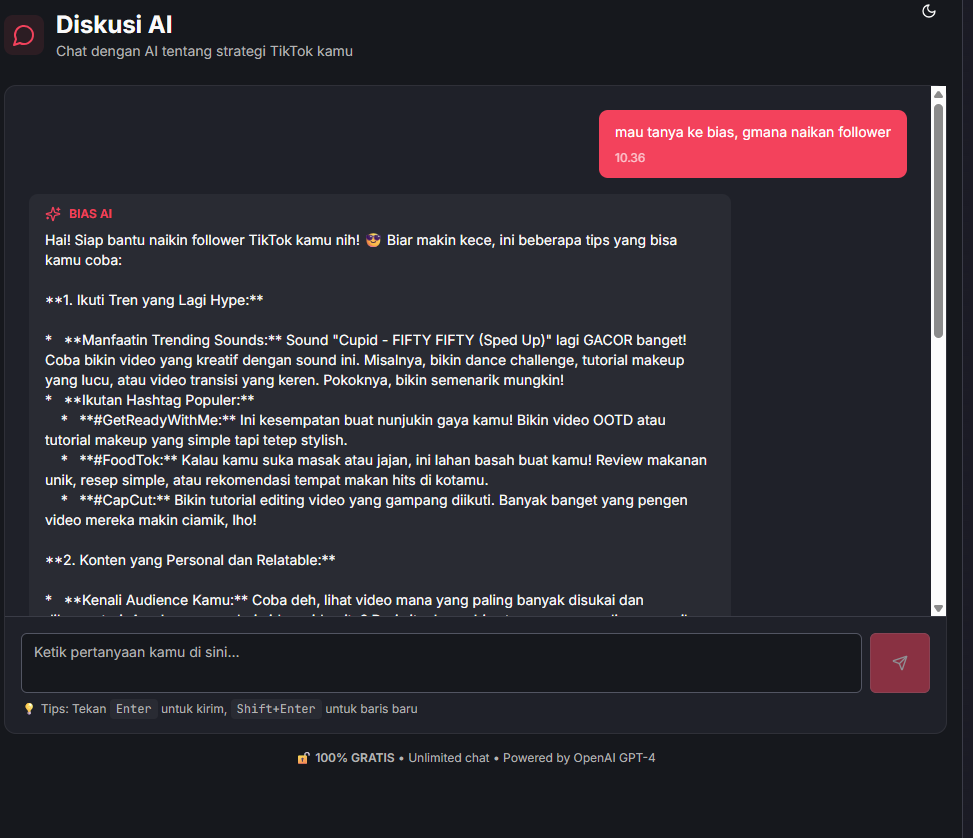 Diskusi AI
Chat dengan AI tentang strategi TikTok kamu
mau tanya ke bias, gmana naikan follower
10.36
BIAS AI
Hai! Siap bantu naikin follower TikTok kamu nih! 😎 Biar makin kece, ini beberapa tips yang bisa
kamu coba:
**1. Ikuti Tren yang Lagi Hype:**
*   **Manfaatin Trending Sounds:** Sound "Cupid - FIFTY FIFTY (Sped Up)" lagi GACOR banget!
Coba bikin video yang kreatif dengan sound ini. Misalnya, bikin dance challenge, tutorial makeup
yang lucu, atau video transisi yang keren. Pokoknya, bikin semenarik mungkin!
*   **Ikutan Hashtag Populer:**
    *   **#GetReadyWithMe:** Ini kesempatan buat nunjukin gaya kamu! Bikin video OOTD atau
tutorial makeup yang simple tapi tetep stylish.
    *   **#FoodTok:** Kalau kamu suka masak atau jajan, ini lahan basah buat kamu! Review makanan
unik, resep simple, atau rekomendasi tempat makan hits di kotamu.
    *   **#CapCut:** Bikin tutorial editing video yang gampang diikuti. Banyak banget yang pengen
video mereka makin ciamik, lho!
**2. Konten yang Personal dan Relatable:**
*   **Kenali Audience Kamu:** Coba deh, lihat video mana yang paling banyak disukai dan
Ketik pertanyaan kamu di sini...
💡 Tips: Tekan Enter untuk kirim, Shift+Enter untuk baris baru
🔓 100% GRATIS • Unlimited chat • Powered by OpenAI GPT-4